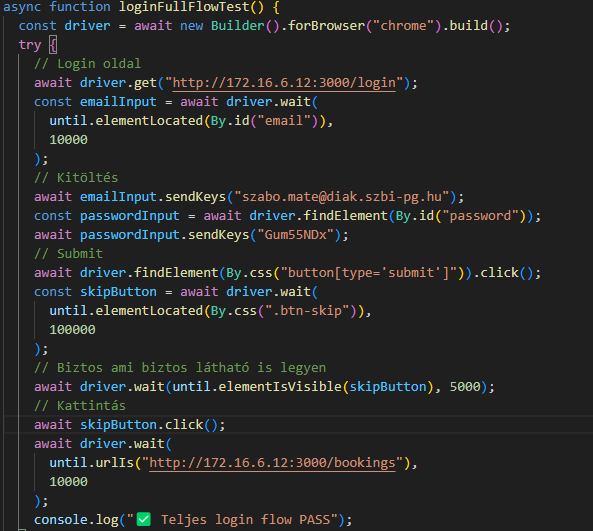 async function loginFullFlowTest() {
  const driver = await new Builder().forBrowser("chrome").build();
  try {
    // Login oldal
    await driver.get("http://172.16.6.12:3000/login");
    const emailInput = await driver.wait(
      until.elementLocated(By.id("email")),
      10000
    );
    // Kitöltés
    await emailInput.sendKeys("szabo.mate@diak.szbi-pg.hu");
    const passwordInput = await driver.findElement(By.id("password"));
    await passwordInput.sendKeys("Gum55NDx");
    // Submit
    await driver.findElement(By.css("button[type='submit']")).click();
    const skipButton = await driver.wait(
      until.elementLocated(By.css(".btn-skip")),
      100000
    );
    // Biztos ami biztos látható is legyen
    await driver.wait(until.elementIsVisible(skipButton), 5000);
    // Kattintás
    await skipButton.click();
    await driver.wait(
      until.urlIs("http://172.16.6.12:3000/bookings"),
      10000
    );
    console.log("✅ Teljes login flow PASS");